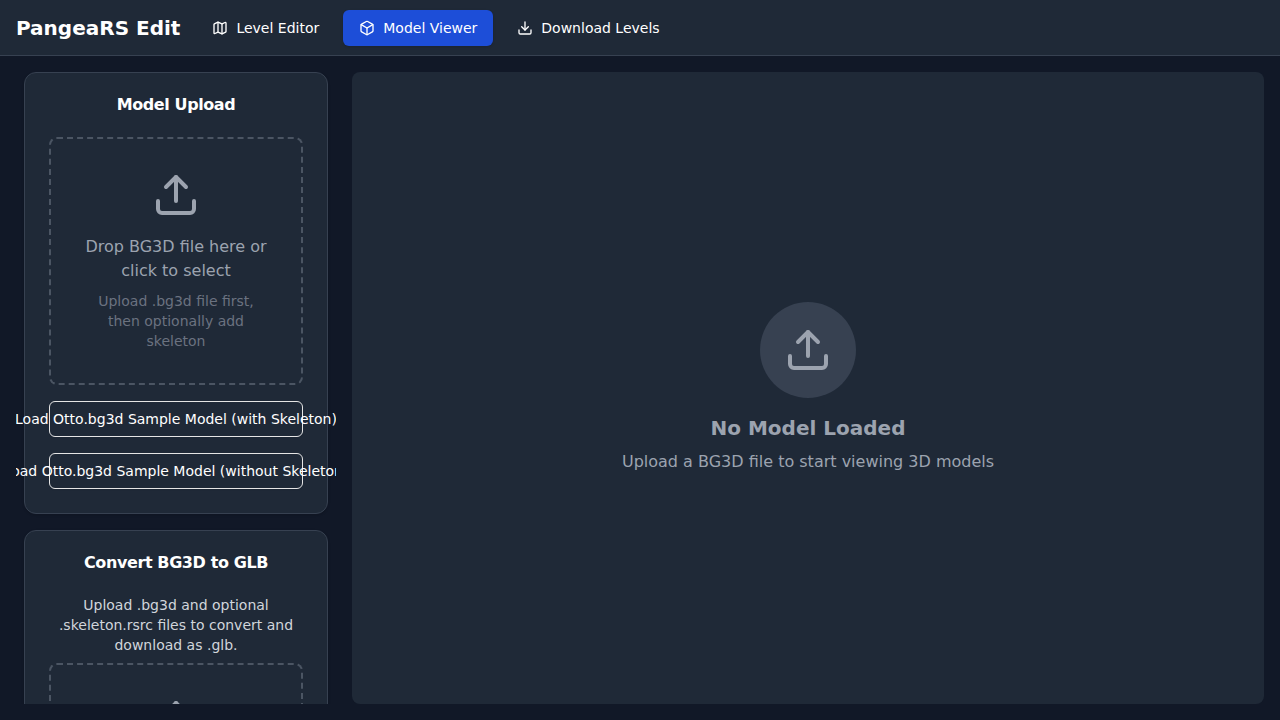 PangeaRS Edit
Level Editor
Model Viewer
Download Levels
Model Upload
Drop BG3D file here or
click to select
Upload .bg3d file first,
then optionally add
skeleton
Load Otto.bg3d Sample Model (with Skeleton)
Otto.bg3d Sample Model (without
Convert BG3D to GLB
Upload .bg3d and optional
.skeleton.rsrc files to convert and
download as .glb.
No Model Loaded
Upload a BG3D file to start viewing 3D models